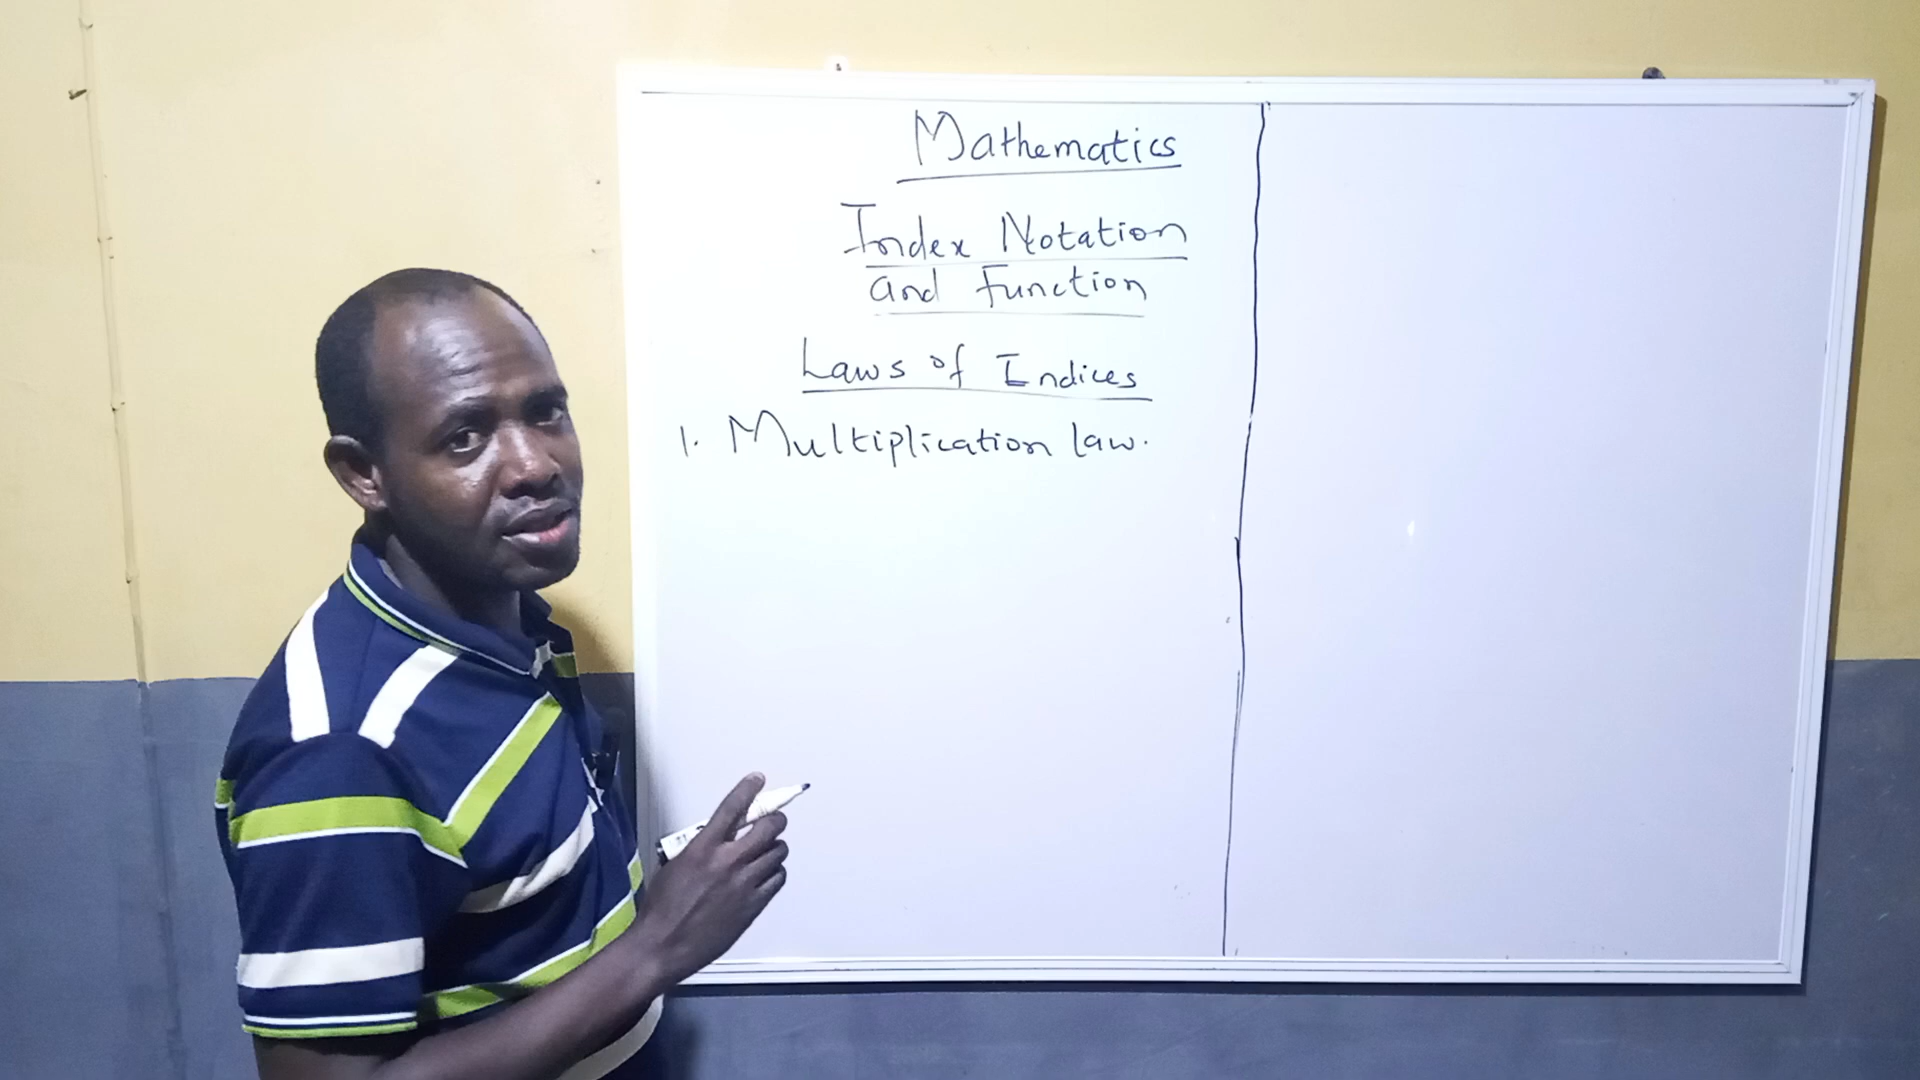 Mathematics
Index Notation
and Function
Laws of Indices
1. Multiplication law.